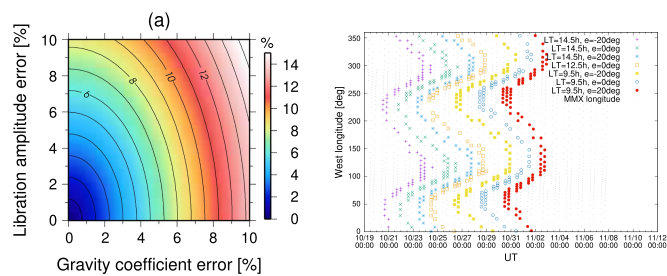 (a)
Libration amplitude error [%]
10
8
6
4
2
0
6
8
10
12
0 2 4 6 8 10
Gravity coefficient error [%]
%
14
12
10
8
6
4
2
0
West longitude [deg]
350
300
250
200
150
100
50
0
LT=14.5h, e=-20deg
LT=14.5h, e=0deg
LT=14.5h, e=20deg
LT=12.5h, e=0deg
LT=9.5h, e=-20deg
LT=9.5h, e=0deg
LT=9.5h, e=20deg
MMX longitude
10/19 10/21 10/23 10/25 10/27 10/29 10/31 11/02 11/04 11/06 11/08 11/10 11/12
00:00 00:00 00:00 00:00 00:00 00:00 00:00 00:00 00:00 00:00 00:00 00:00 00:00
UT